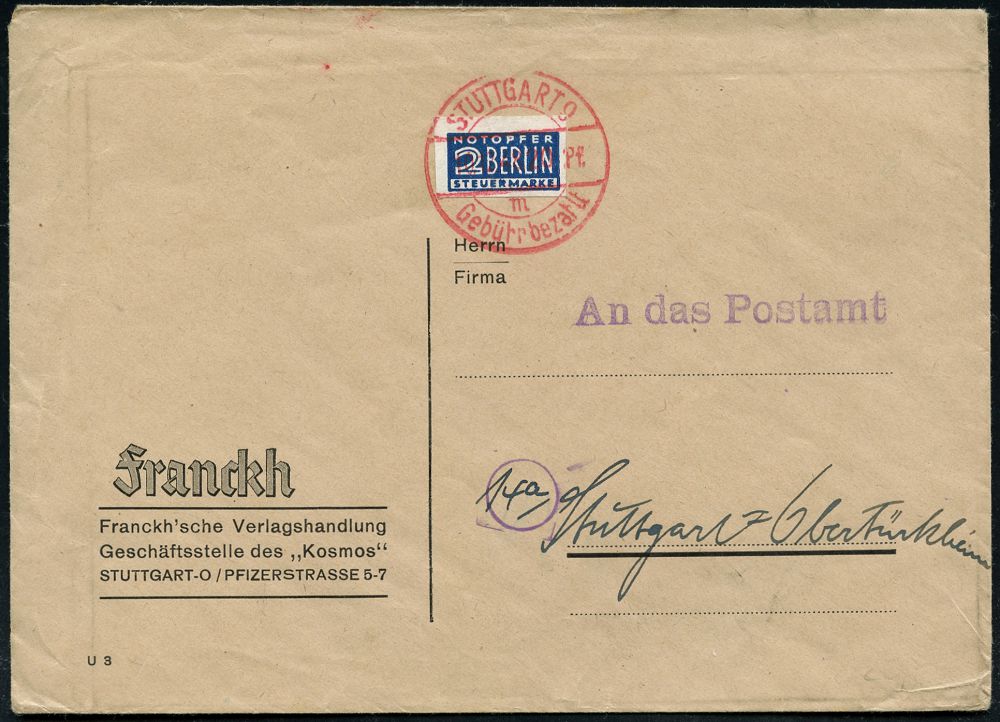 STUTTGART 9
NOTOPFER
2 BERLIN
STEUERMARKE
Pf.
m
Gebühr bezahlt
Herrn
Firma
An das Postamt
14a
Stuttgart-Obertürkheim
Franckh
Franckh'sche Verlagshandlung
Geschäftsstelle des „Kosmos“
STUTTGART-O / PFIZERSTRASSE 5-7
U 3